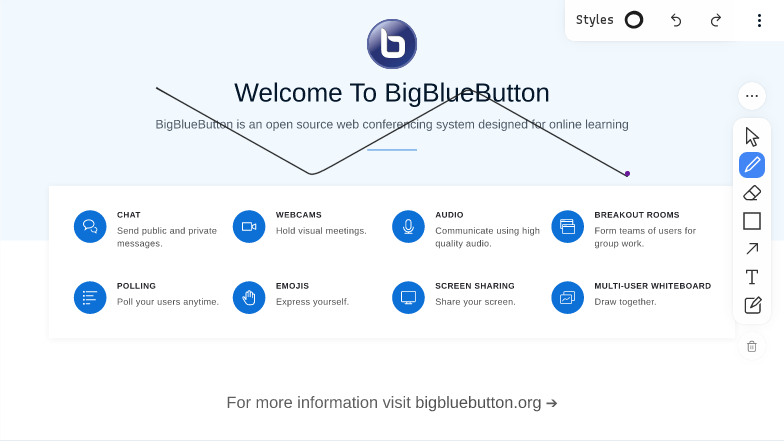 Styles
Welcome To BigBlueButton
BigBlueButton is an open source web conferencing system designed for online learning
CHAT
Send public and private
messages.
WEBCAMS
Hold visual meetings.
AUDIO
Communicate using high
quality audio.
BREAKOUT ROOMS
Form teams of users for
group work.
POLLING
Poll your users anytime.
EMOJIS
Express yourself.
SCREEN SHARING
Share your screen.
MULTI-USER WHITEBOARD
Draw together.
For more information visit bigbluebutton.org →